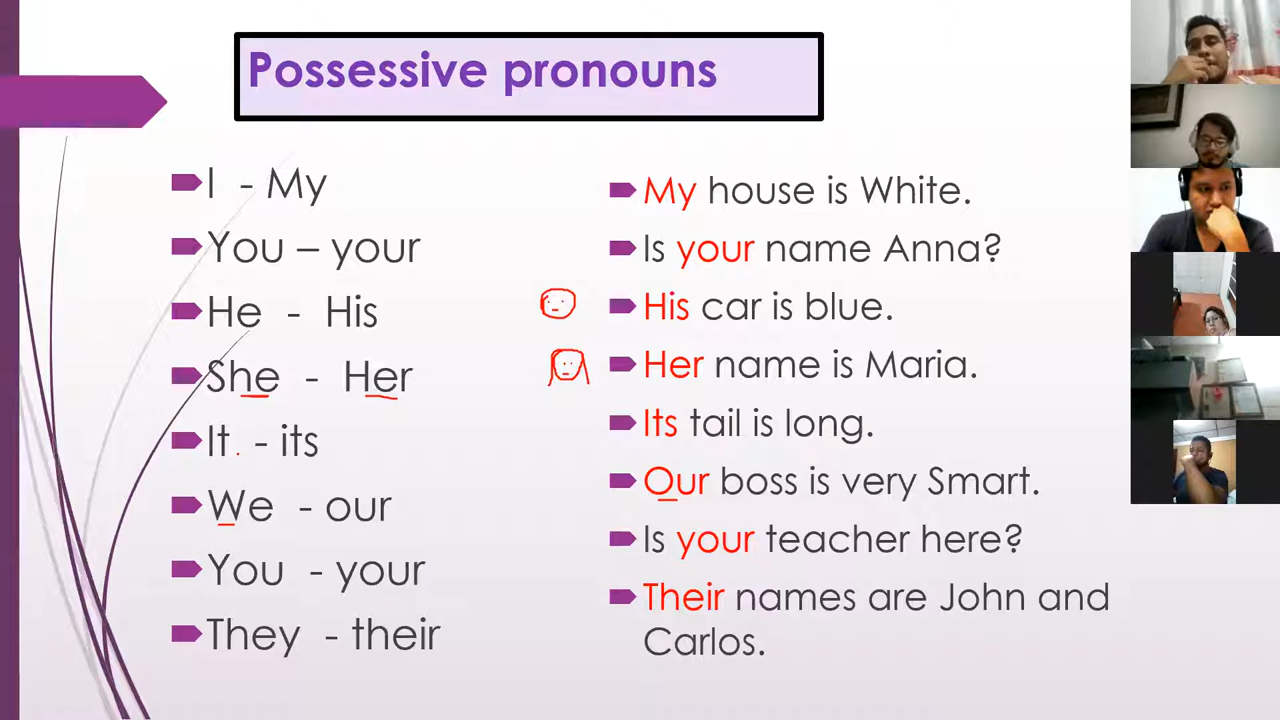 Possessive pronouns
I - My
You – your
He - His
She - Her
It - its
We - our
You - your
They - their
My house is White.
Is your name Anna?
His car is blue.
Her name is Maria.
Its tail is long.
Our boss is very Smart.
Is your teacher here?
Their names are John and
Carlos.